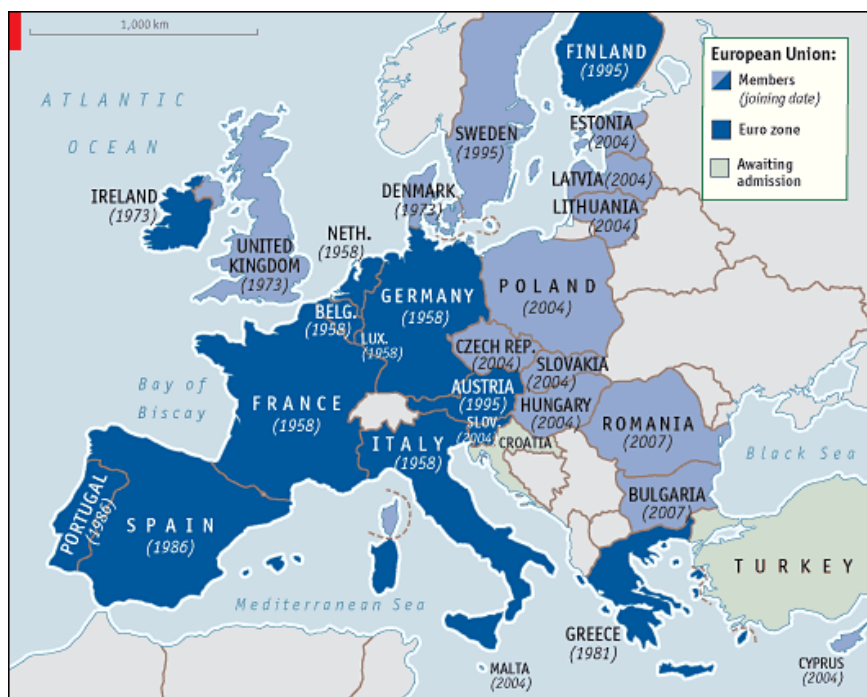 1,000 km
European Union:
Members
(joining date)
Euro zone
Awaiting
admission
ATLANTIC
OCEAN
FINLAND
(1995)
SWEDEN
(1995)
ESTONIA
(2004)
LATVIA (2004)
LITHUANIA
(2004)
DENMARK
(1973)
IRELAND
(1973)
UNITED
KINGDOM
(1973)
NETH.
(1958)
BELG.
(1958)
LUX.
(1958)
GERMANY
(1958)
POLAND
(2004)
CZECH REP.
(2004)
SLOVAKIA
(2004)
AUSTRIA
(1995)
HUNGARY
(2004)
SLOV.
(2004)
CROATIA
ROMANIA
(2007)
BULGARIA
(2007)
Bay of
Biscay
FRANCE
(1958)
ITALY
(1958)
PORTUGAL
(1986)
SPAIN
(1986)
Black Sea
TURKEY
Mediterranean Sea
GREECE
(1981)
MALTA
(2004)
CYPRUS
(2004)